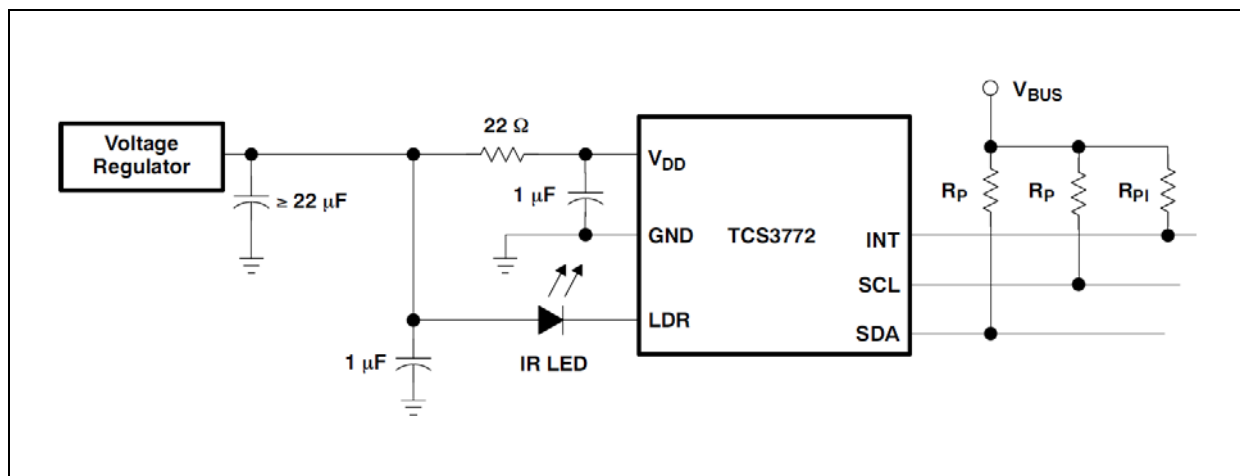 Voltage
Regulator
≥ 22 μF
22 Ω
1 μF
1 μF
IR LED
V_DD
GND
LDR
TCS3772
INT
SCL
SDA
V_BUS
R_P
R_P
R_PI